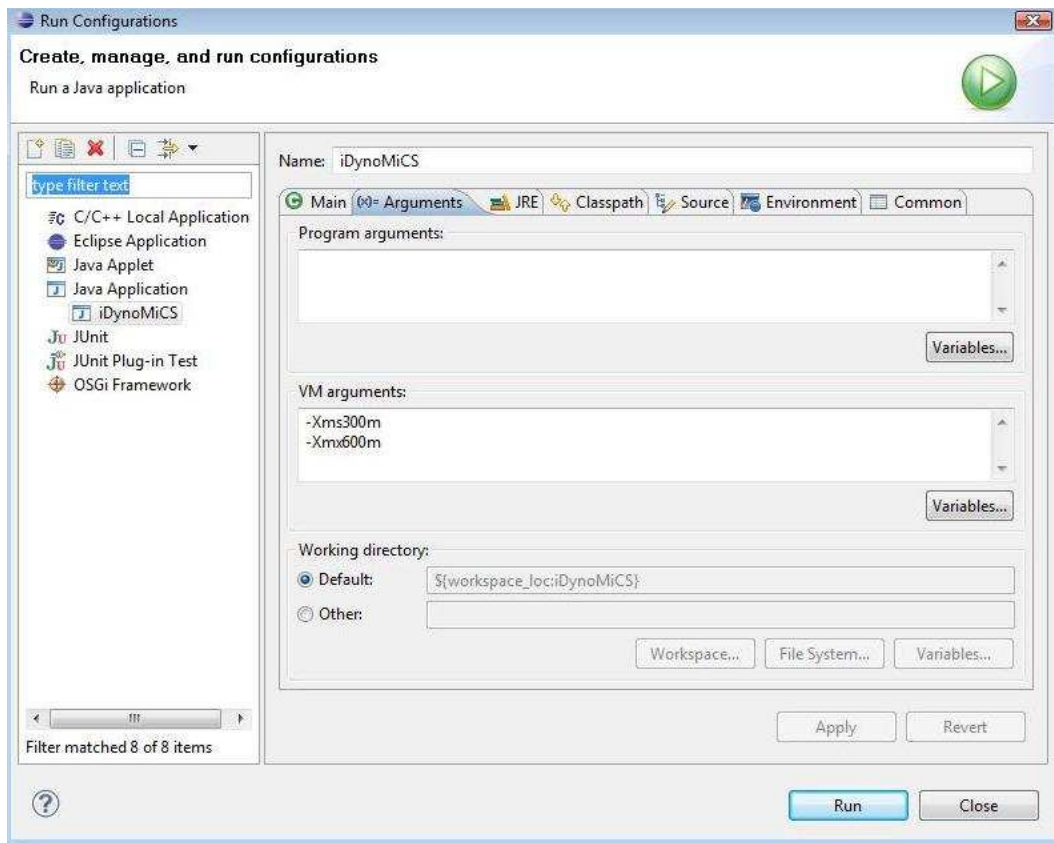 Run Configurations
Create, manage, and run configurations
Run a Java application
type filter text
C/C++ Local Application
Eclipse Application
Java Applet
Java Application
iDynoMiCS
JUnit
JUnit Plug-in Test
OSGi Framework
Filter matched 8 of 8 items
Name: iDynoMiCS
Main (x)= Arguments JRE Classpath Source Environment Common
Program arguments:
Variables...
VM arguments:
-Xms300m
-Xmx600m
Variables...
Working directory:
Default: ${workspace_loc:iDynoMiCS}
Other:
Workspace... File System... Variables...
Apply Revert
Run Close